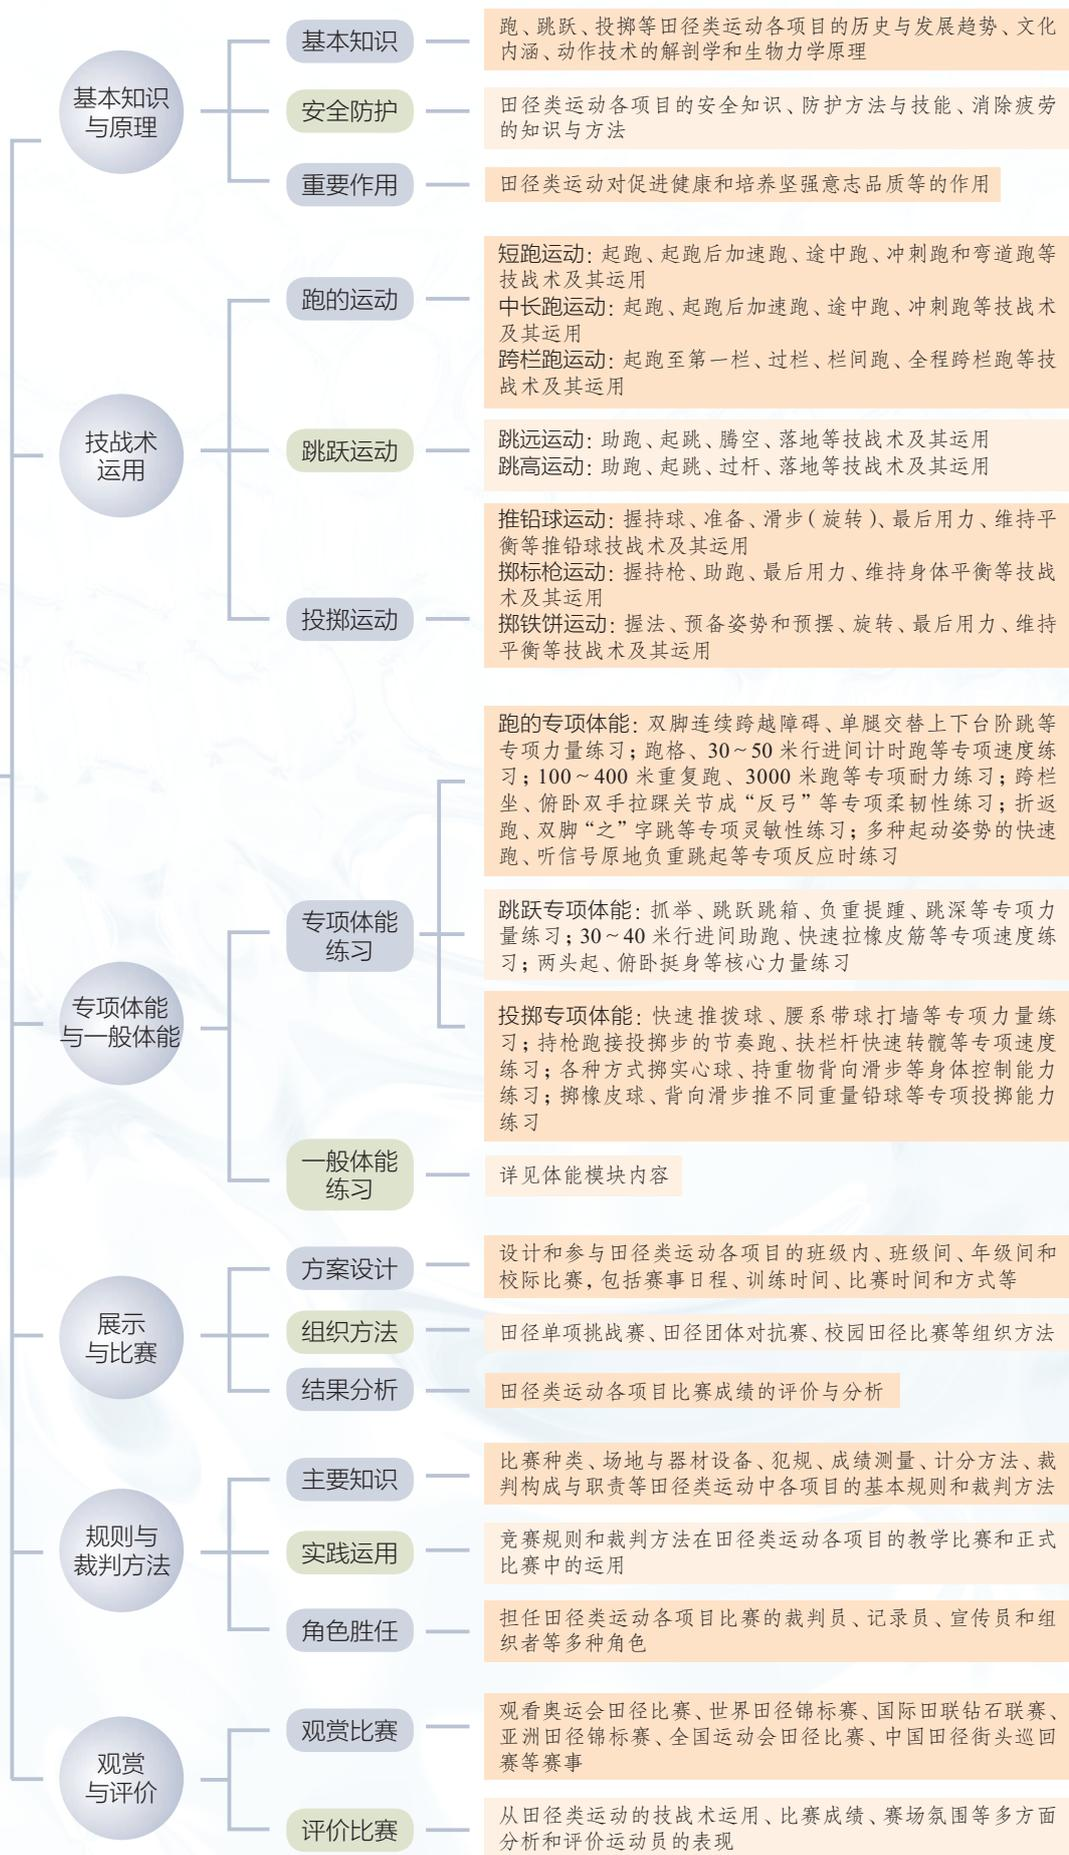 基本知识
与原理
基本知识
跑、跳跃、投掷等田径类运动各项目的历史与发展趋势、文化
内涵、动作技术的解剖学和生物力学原理
安全防护
田径类运动各项目的安全知识、防护方法与技能、消除疲劳
的知识与方法
重要作用
田径类运动对促进健康和培养坚强意志品质等的作用
技战术
运用
跑的运动
短跑运动：起跑、起跑后加速跑、途中跑、冲刺跑和弯道跑等
技战术及其运用
中长跑运动：起跑、起跑后加速跑、途中跑、冲刺跑等技战术
及其运用
跨栏跑运动：起跑至第一栏、过栏、栏间跑、全程跨栏跑等技
战术及其运用
跳跃运动
跳远运动：助跑、起跳、腾空、落地等技战术及其运用
跳高运动：助跑、起跳、过杆、落地等技战术及其运用
投掷运动
推铅球运动：握持球、准备、滑步（旋转）、最后用力、维持平
衡等推铅球技战术及其运用
掷标枪运动：握持枪、助跑、最后用力、维持身体平衡等技战
术及其运用
掷铁饼运动：握法、预备姿势和预摆、旋转、最后用力、维持
平衡等技战术及其运用
专项体能
与一般体能
专项体能
练习
跑的专项体能：双脚连续跨越障碍、单腿交替上下台阶跳等
专项力量练习；跑格、30～50 米行进间计时跑等专项速度练
习；100～400 米重复跑、3000 米跑等专项耐力练习；跨栏
坐、俯卧双手拉踝关节成“反弓”等专项柔韧性练习；折返
跑、双脚“之”字跳等专项灵敏性练习；多种起动姿势的快速
跑、听信号原地负重跳起等专项反应时练习
跳跃专项体能：抓举、跳跃跳箱、负重提踵、跳深等专项力
量练习；30～40 米行进间助跑、快速拉橡皮筋等专项速度练
习；两头起、俯卧挺身等核心力量练习
投掷专项体能：快速推拨球、腰系带球打墙等专项力量练
习；持枪跑接投掷步的节奏跑、扶栏杆快速转髋等专项速度
练习；各种方式掷实心球、持重物背向滑步等身体控制能力
练习；掷橡皮球、背向滑步推不同重量铅球等专项投掷能力
练习
一般体能
练习
详见体能模块内容
展示
与比赛
方案设计
设计和参与田径类运动各项目的班级内、班级间、年级间和
校际比赛，包括赛事日程、训练时间、比赛时间和方式等
组织方法
田径单项挑战赛、田径团体对抗赛、校园田径比赛等组织方法
结果分析
田径类运动各项目比赛成绩的评价与分析
规则与
裁判方法
主要知识
比赛种类、场地与器材设备、犯规、成绩测量、计分方法、裁
判构成与职责等田径类运动中各项目的基本规则和裁判方法
实践运用
竞赛规则和裁判方法在田径类运动各项目的教学比赛和正式
比赛中的运用
角色胜任
担任田径类运动各项目比赛的裁判员、记录员、宣传员和组
织者等多种角色
观赏
与评价
观赏比赛
观看奥运会田径比赛、世界田径锦标赛、国际田联钻石联赛、
亚洲田径锦标赛、全国运动会田径比赛、中国田径街头巡回
赛等赛事
评价比赛
从田径类运动的技战术运用、比赛成绩、赛场氛围等多方面
分析和评价运动员的表现